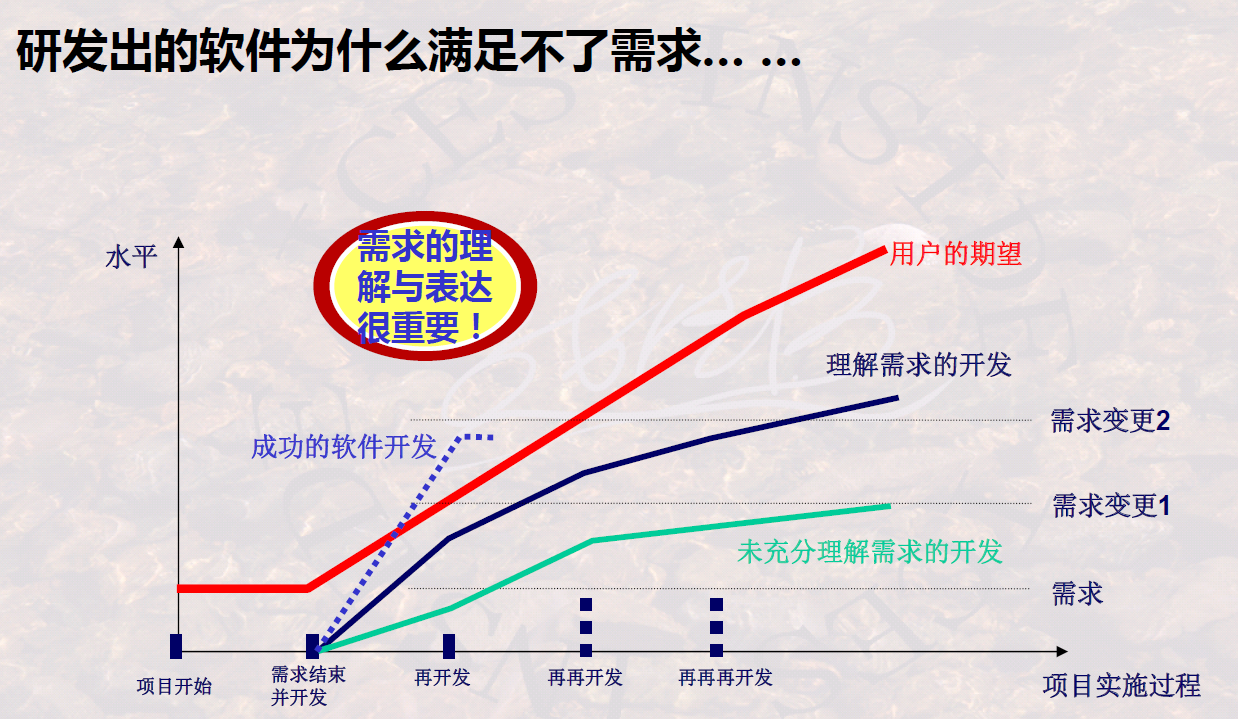 研发出的软件为什么满足不了需求… …
水平
需求的理
解与表达
很重要！
用户的期望
理解需求的开发
需求变更2
成功的软件开发
需求变更1
未充分理解需求的开发
需求
项目开始
需求结束
并开发
再开发
再再开发
再再再开发
项目实施过程